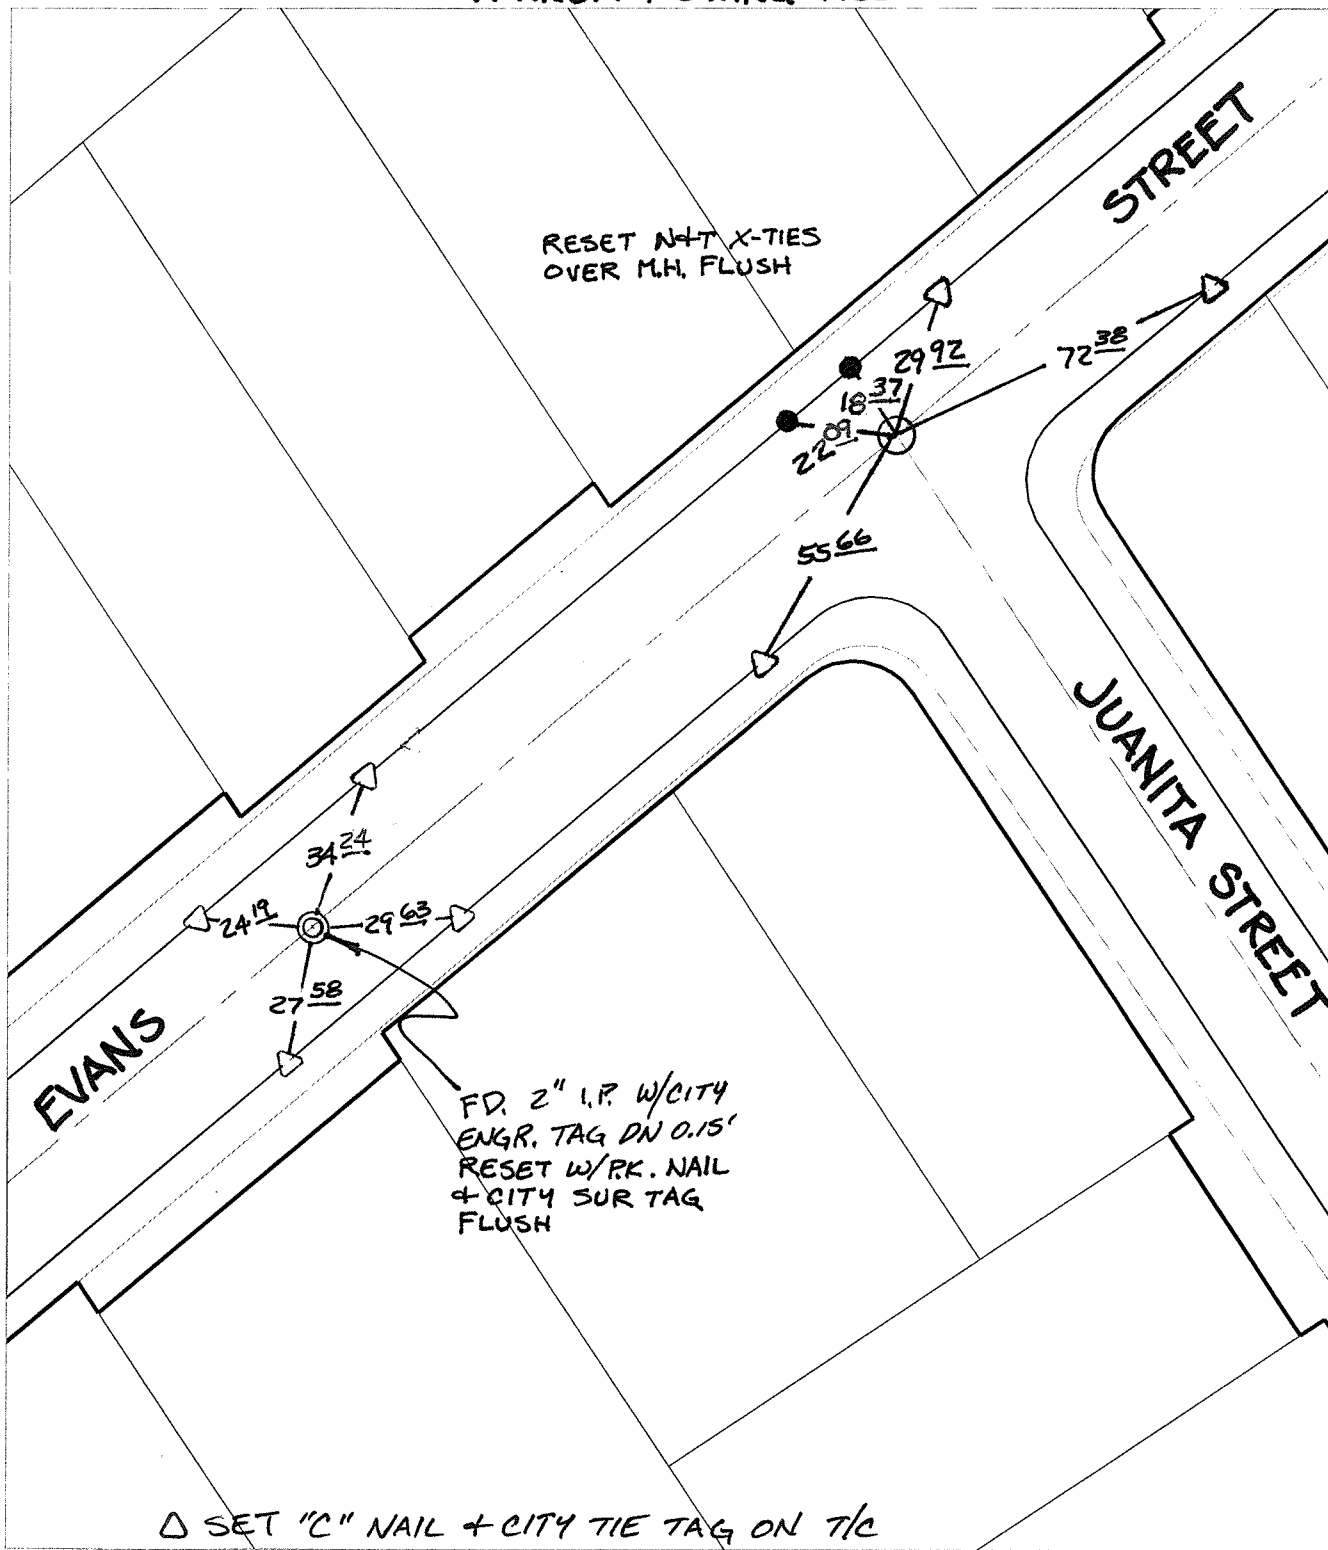 STREET
RESET N&T X-TIES
OVER M.H. FLUSH
29 92
72 38
18 37
22 09
55 66
JUANITA STREET
34 24
24 19
29 63
27 58
EVANS
FD. 2" I.P. W/CITY
ENGR. TAG DN 0.15'
RESET W/P.K. NAIL
& CITY SUR TAG
FLUSH
△ SET "C" NAIL & CITY TIE TAG ON T/C